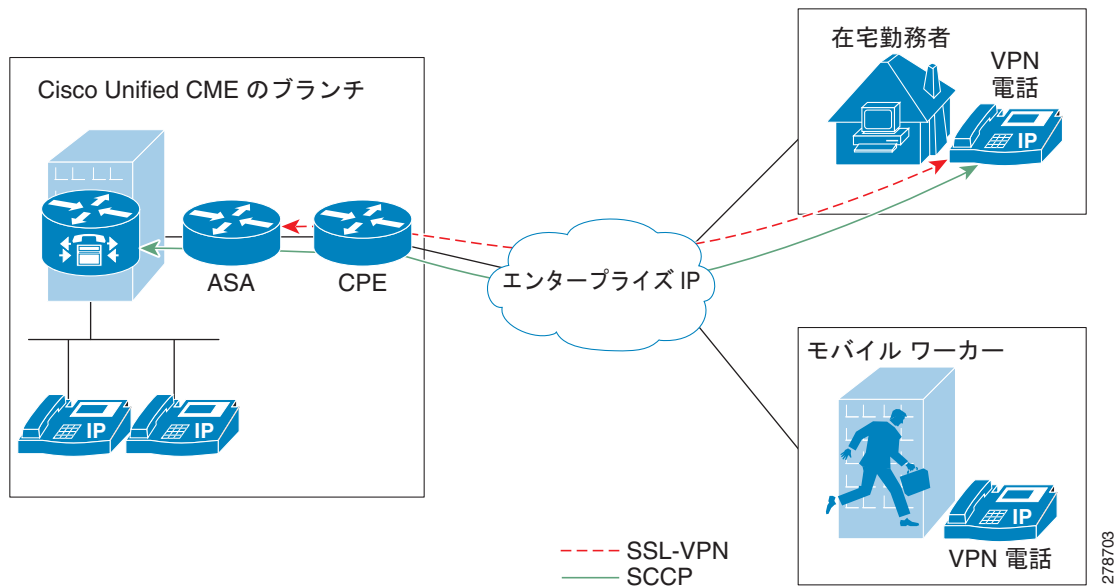 Cisco Unified CME のブランチ
ASA
CPE
IP
IP
エンタープライズ IP
在宅勤務者
VPN
電話
IP
モバイル ワーカー
IP
VPN 電話
SSL-VPN
SCCP
278703